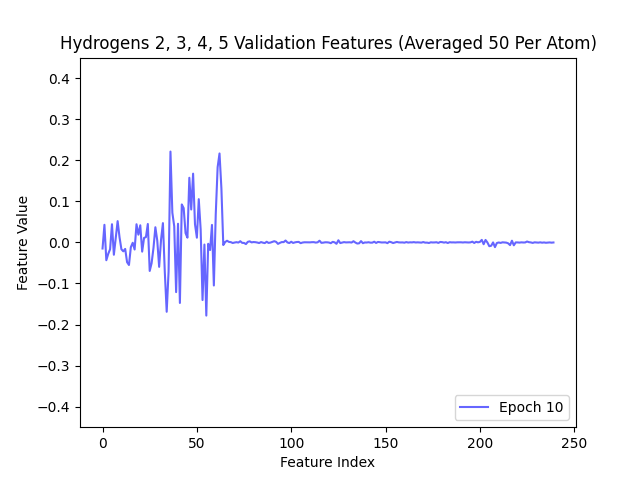 Hydrogens 2, 3, 4, 5 Validation Features (Averaged 50 Per Atom)
0.4
0.3
0.2
0.1
0.0
−0.1
−0.2
−0.3
−0.4
Feature Value
Epoch 10
0 50 100 150 200 250
Feature Index